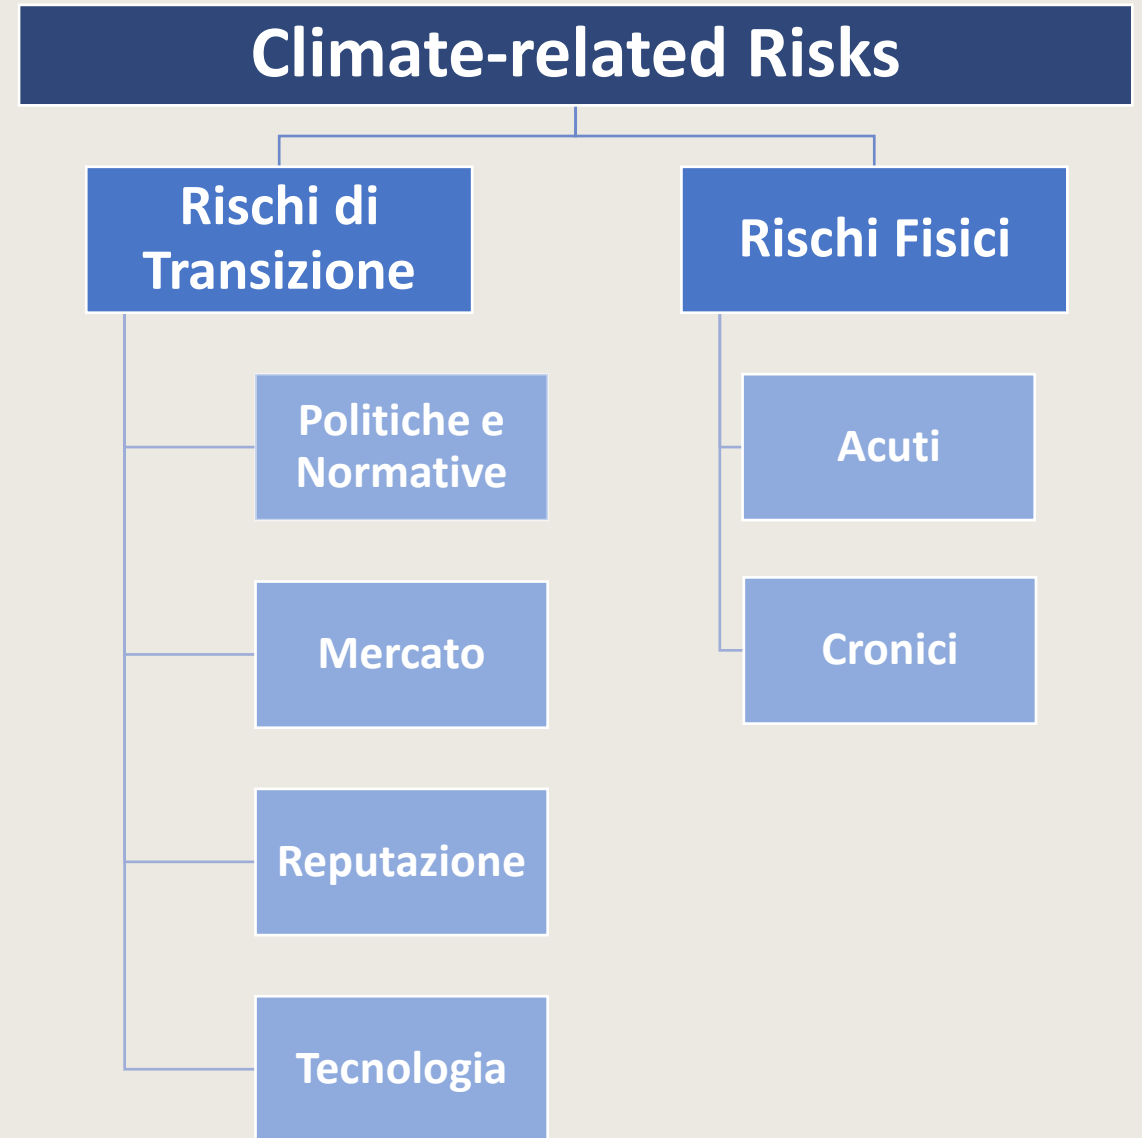 Climate-related Risks
Rischi di
Transizione
Rischi Fisici
Politiche e
Normative
Mercato
Reputazione
Tecnologia
Acuti
Cronici